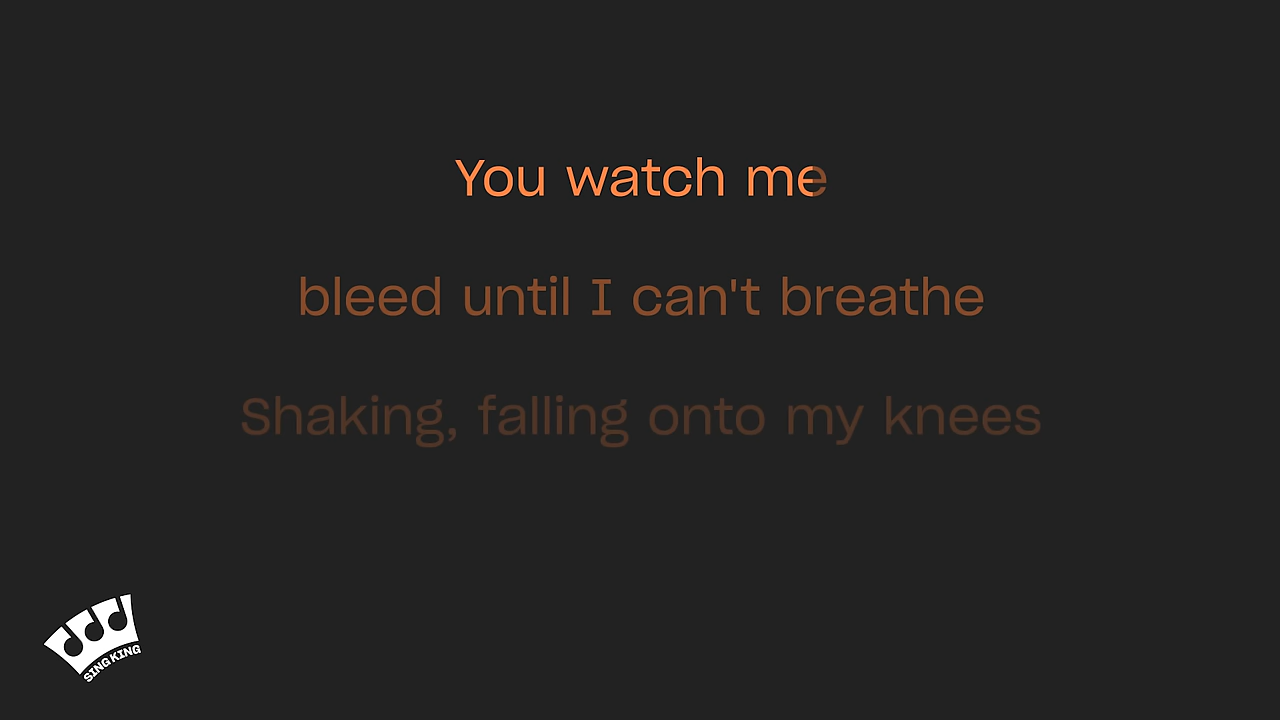 You watch me
bleed until I can't breathe
Shaking, falling onto my knees
SING KING